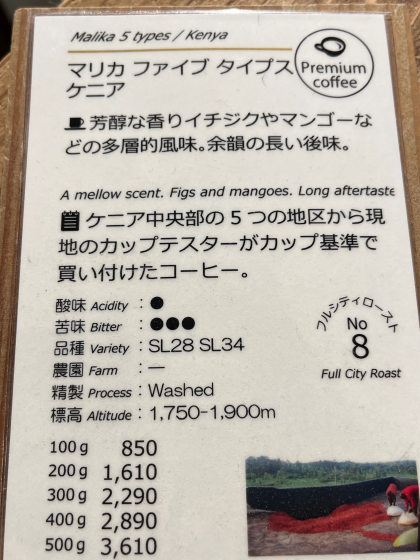 Malika 5 types / Kenya
Premium
coffee
マリカ ファイブ タイプス
ケニア
芳醇な香りイチジクやマンゴーな
どの多層的風味。余韻の長い後味。
A mellow scent. Figs and mangoes. Long aftertaste
ケニア中央部の5つの地区から現
地のカップテスターがカップ基準で
買い付けたコーヒー。
酸味 Acidity : ●
苦味 Bitter : ●●●
品種 Variety : SL28 SL34
農園 Farm : ―
精製 Process : Washed
標高 Altitude : 1,750-1,900m
フルシティロースト
No
8
Full City Roast
100g 850
200g 1,610
300g 2,290
400g 2,890
500g 3,610